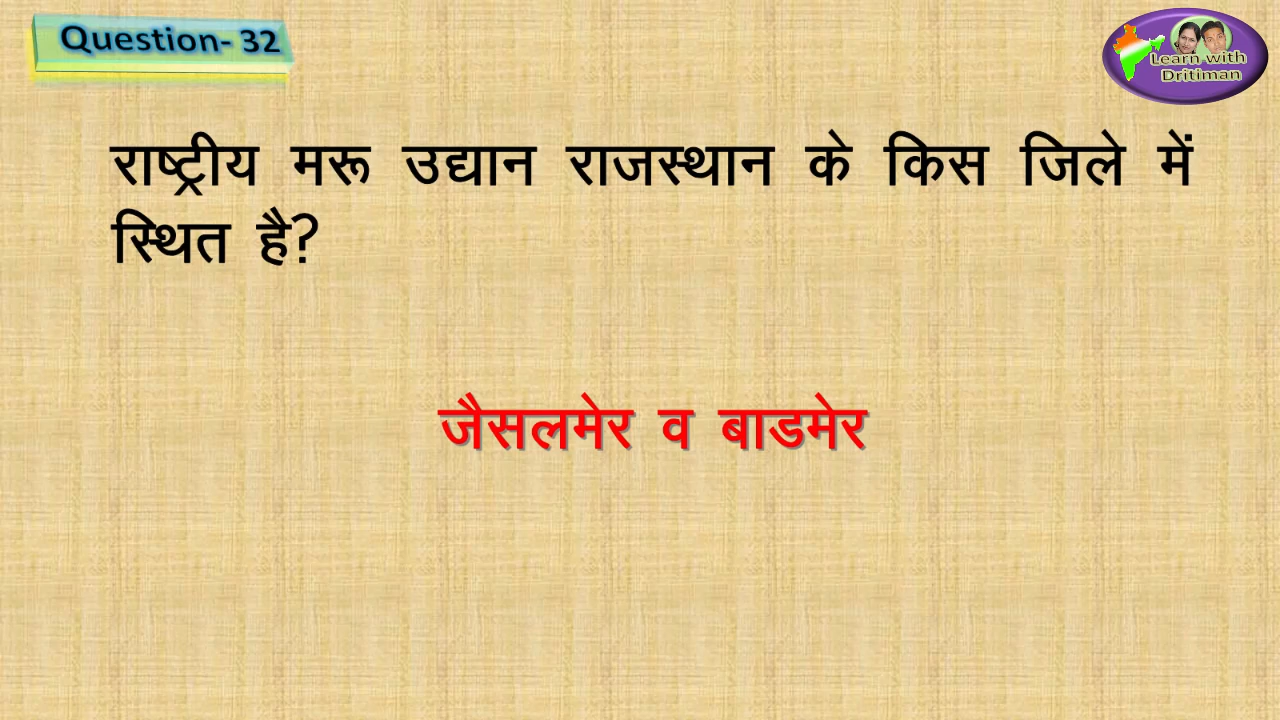 Question- 32
Learn with
Dritiman
राष्ट्रीय मरू उद्यान राजस्थान के किस जिले में
स्थित है?
जैसलमेर व बाडमेर